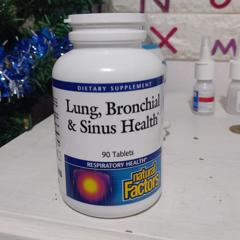 N X M
DIETARY SUPPLEMENT
Lung, Bronchial
& Sinus Health*
90 Tablets
RESPIRATORY HEALTH*
natural
Factors